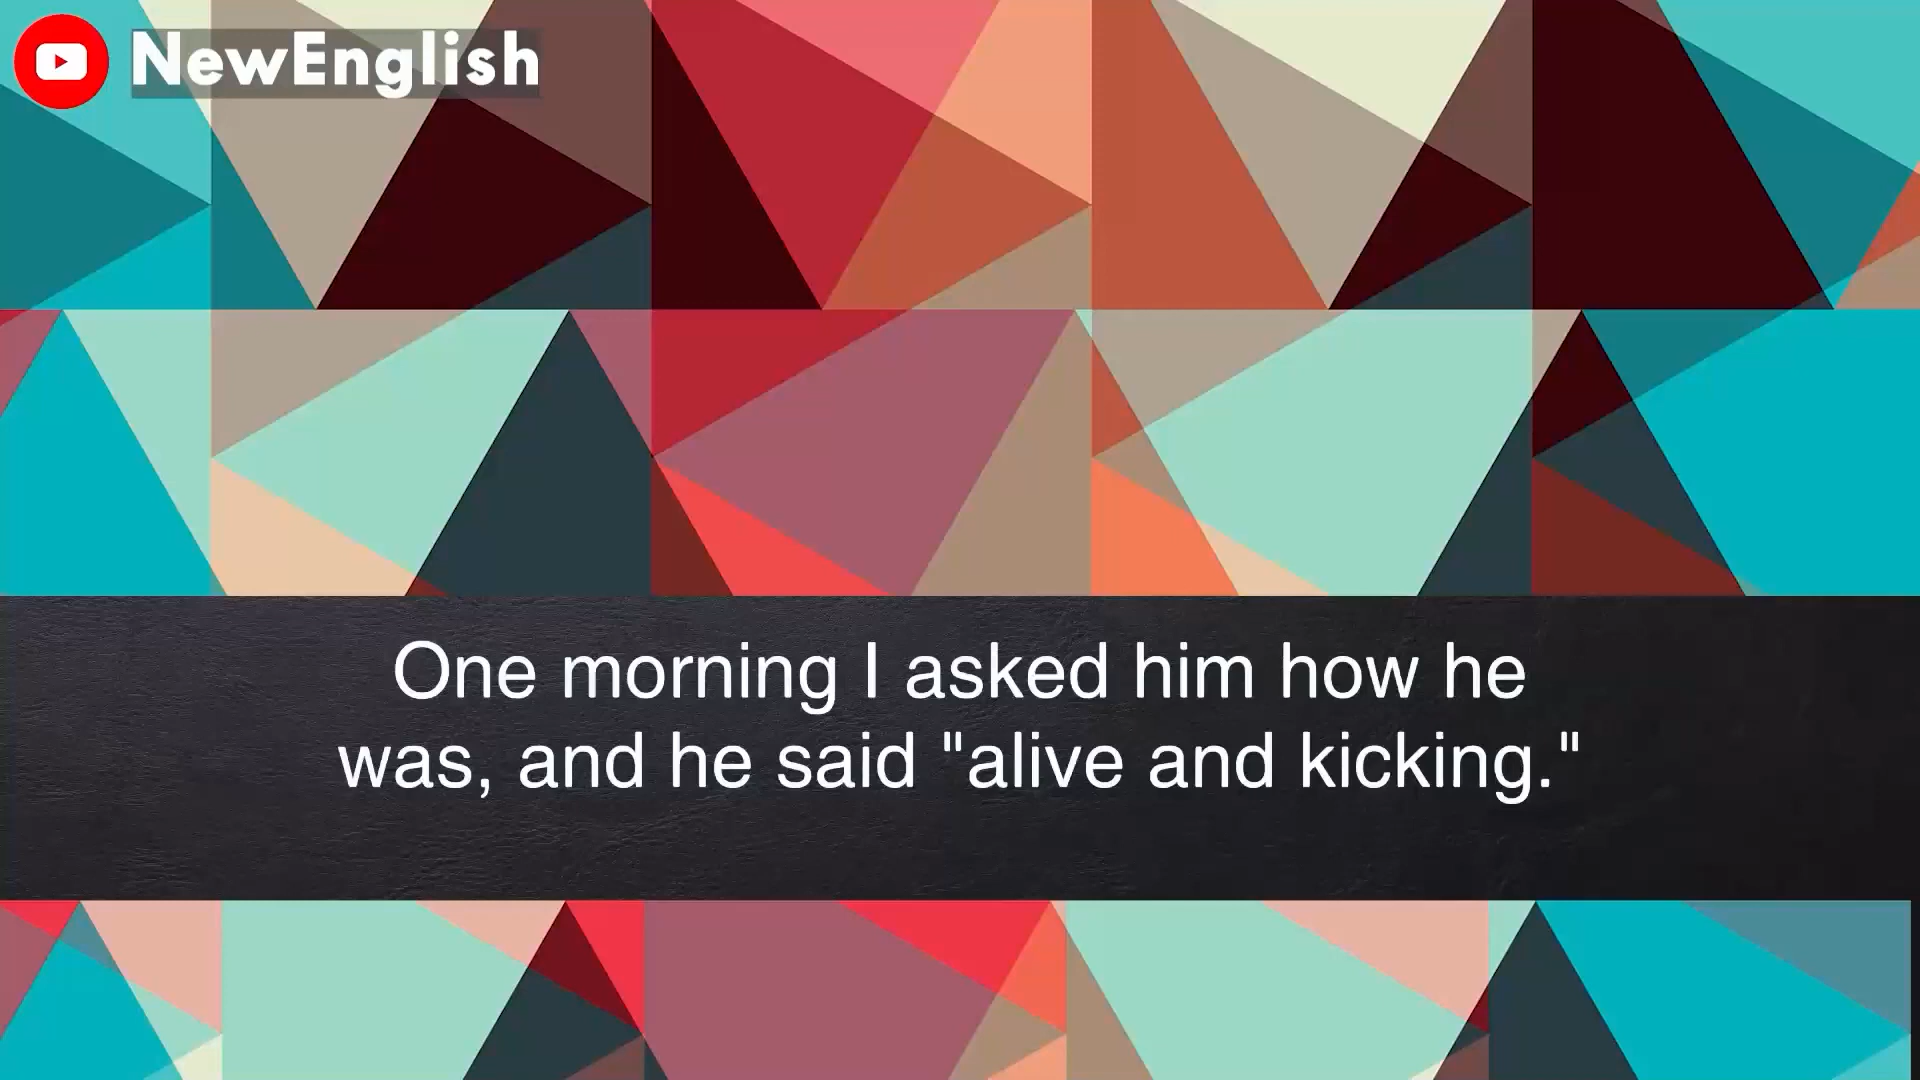 NewEnglish
One morning I asked him how he
was, and he said "alive and kicking."